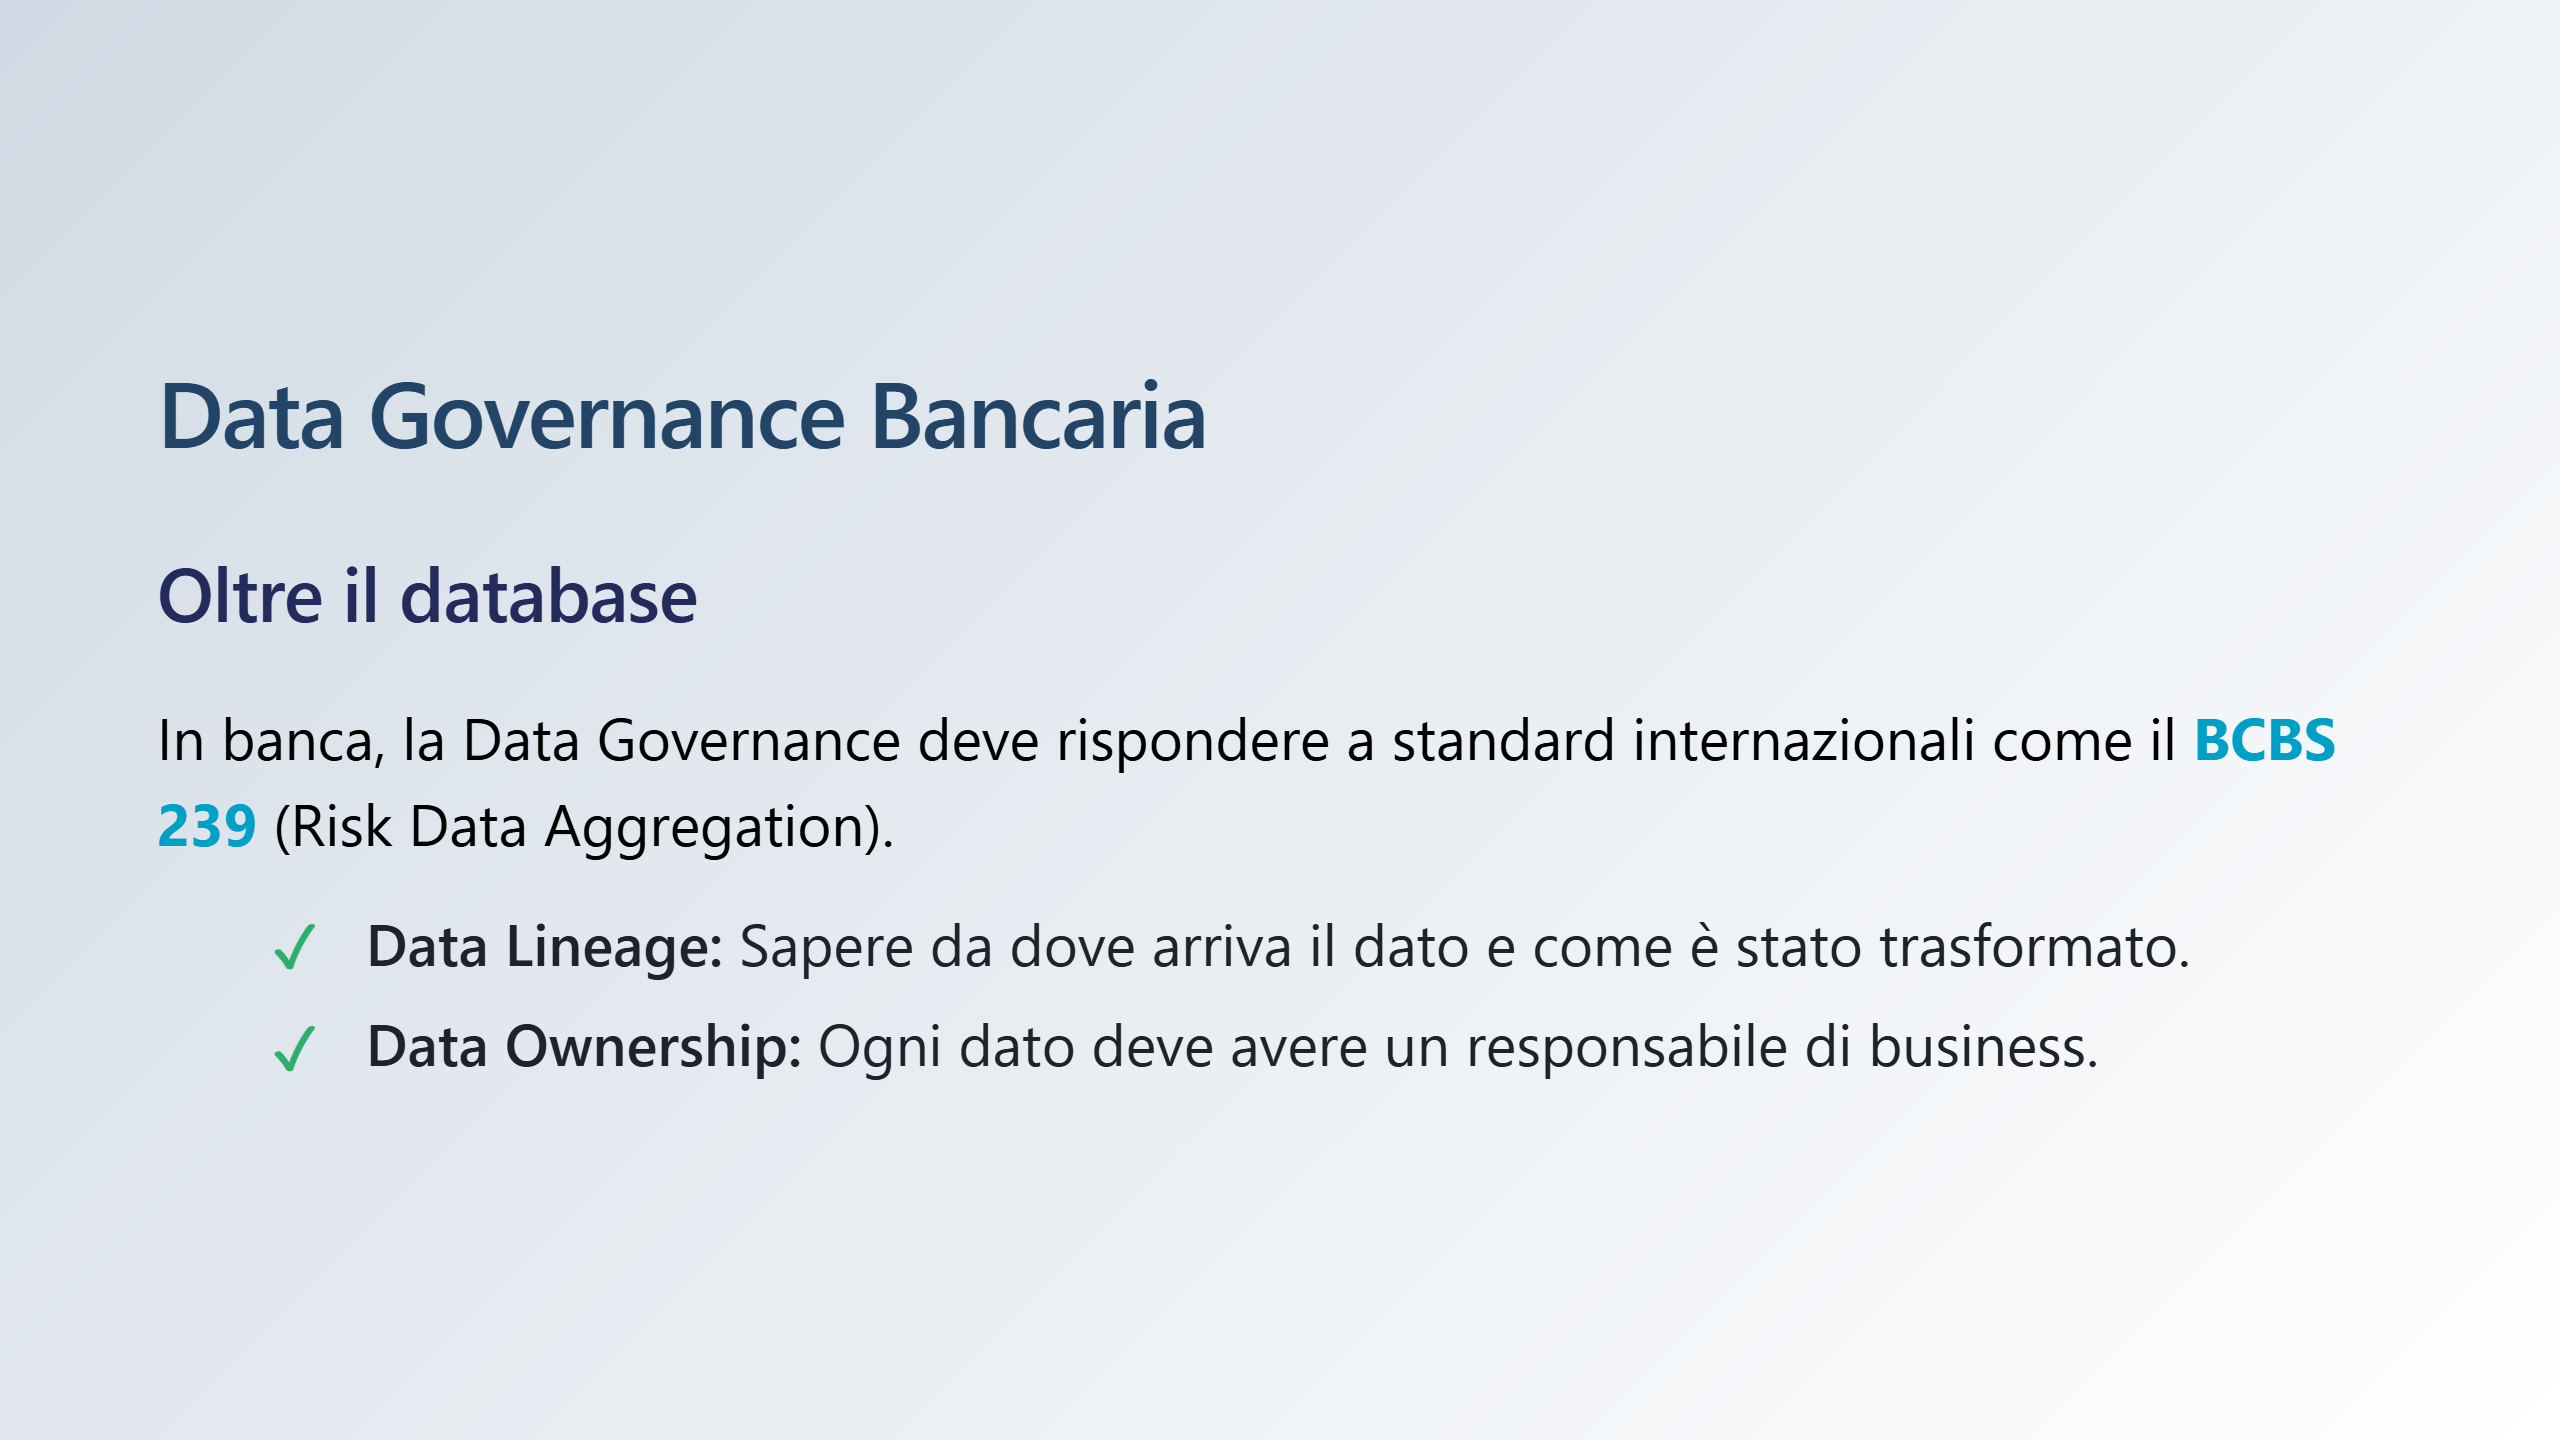 Data Governance Bancaria
Oltre il database
In banca, la Data Governance deve rispondere a standard internazionali come il BCBS
239 (Risk Data Aggregation).
✓ Data Lineage: Sapere da dove arriva il dato e come è stato trasformato.
✓ Data Ownership: Ogni dato deve avere un responsabile di business.